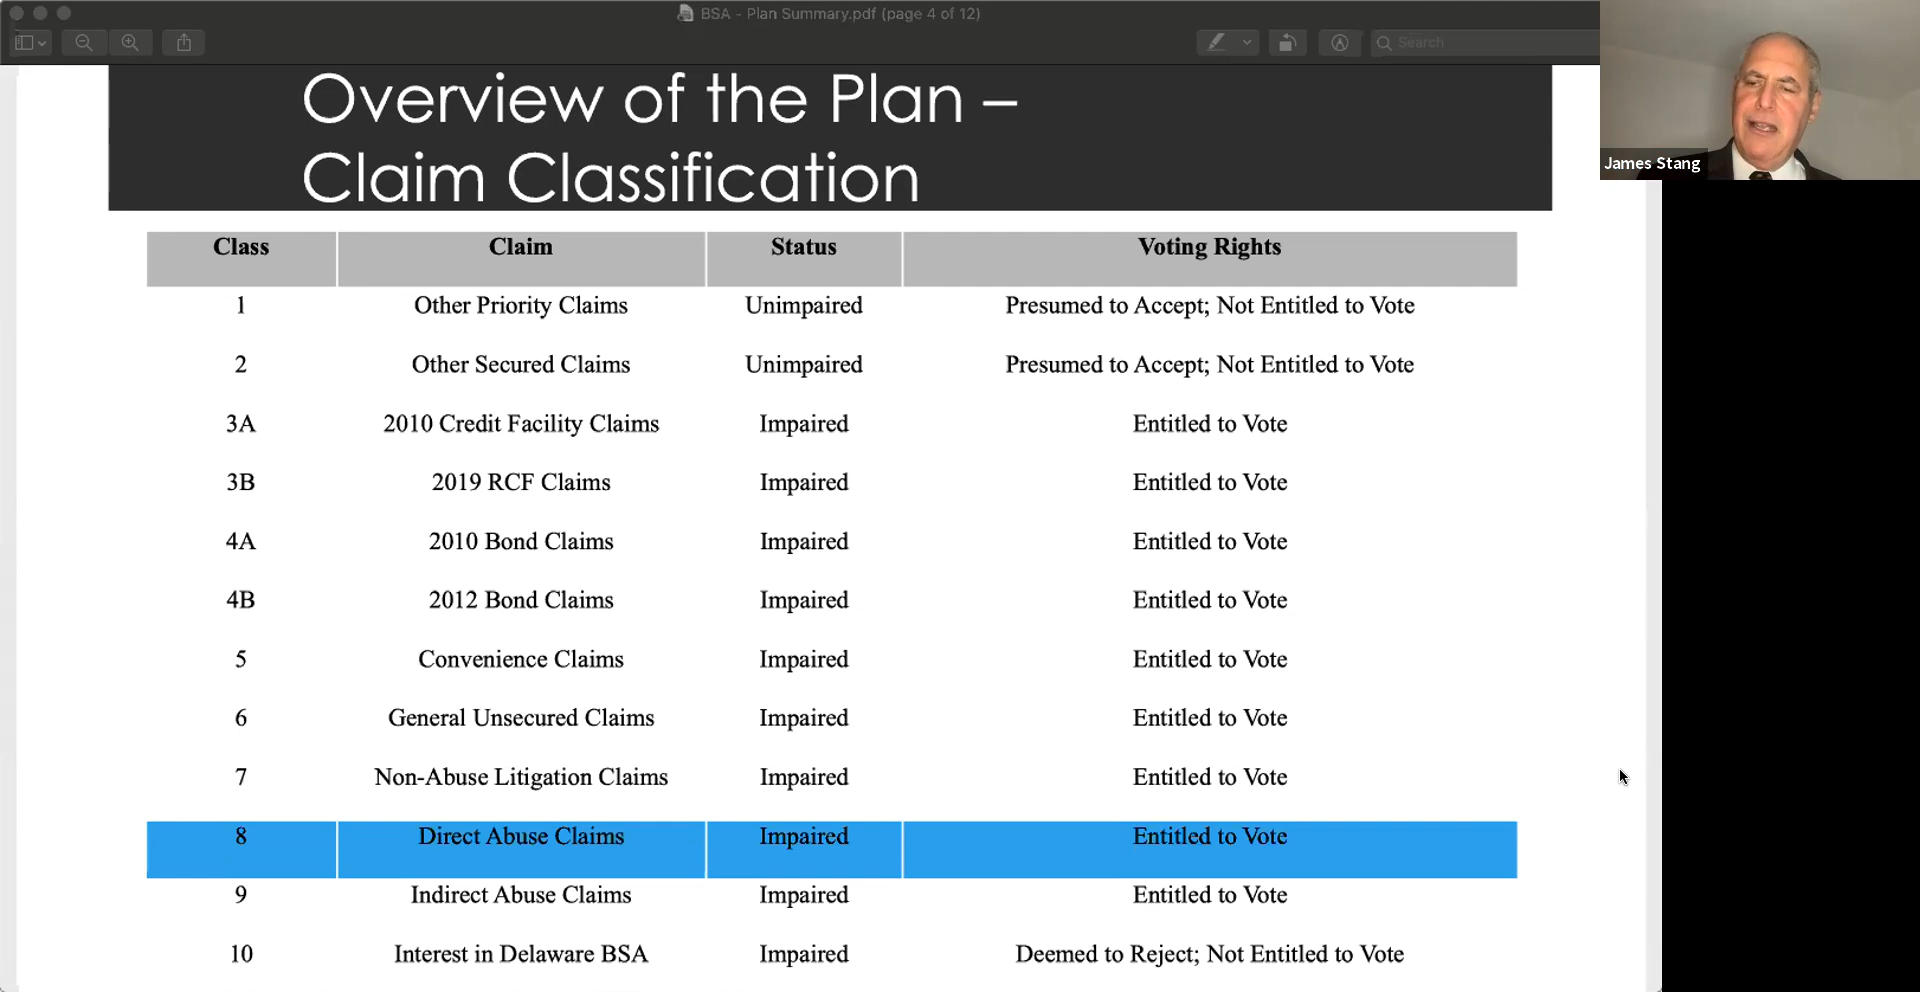 BSA - Plan Summary.pdf (page 4 of 12)
Search
James Stang
Overview of the Plan –
Claim Classification
Class Claim Status Voting Rights
1 Other Priority Claims Unimpaired Presumed to Accept; Not Entitled to Vote
2 Other Secured Claims Unimpaired Presumed to Accept; Not Entitled to Vote
3A 2010 Credit Facility Claims Impaired Entitled to Vote
3B 2019 RCF Claims Impaired Entitled to Vote
4A 2010 Bond Claims Impaired Entitled to Vote
4B 2012 Bond Claims Impaired Entitled to Vote
5 Convenience Claims Impaired Entitled to Vote
6 General Unsecured Claims Impaired Entitled to Vote
7 Non-Abuse Litigation Claims Impaired Entitled to Vote
8 Direct Abuse Claims Impaired Entitled to Vote
9 Indirect Abuse Claims Impaired Entitled to Vote
10 Interest in Delaware BSA Impaired Deemed to Reject; Not Entitled to Vote